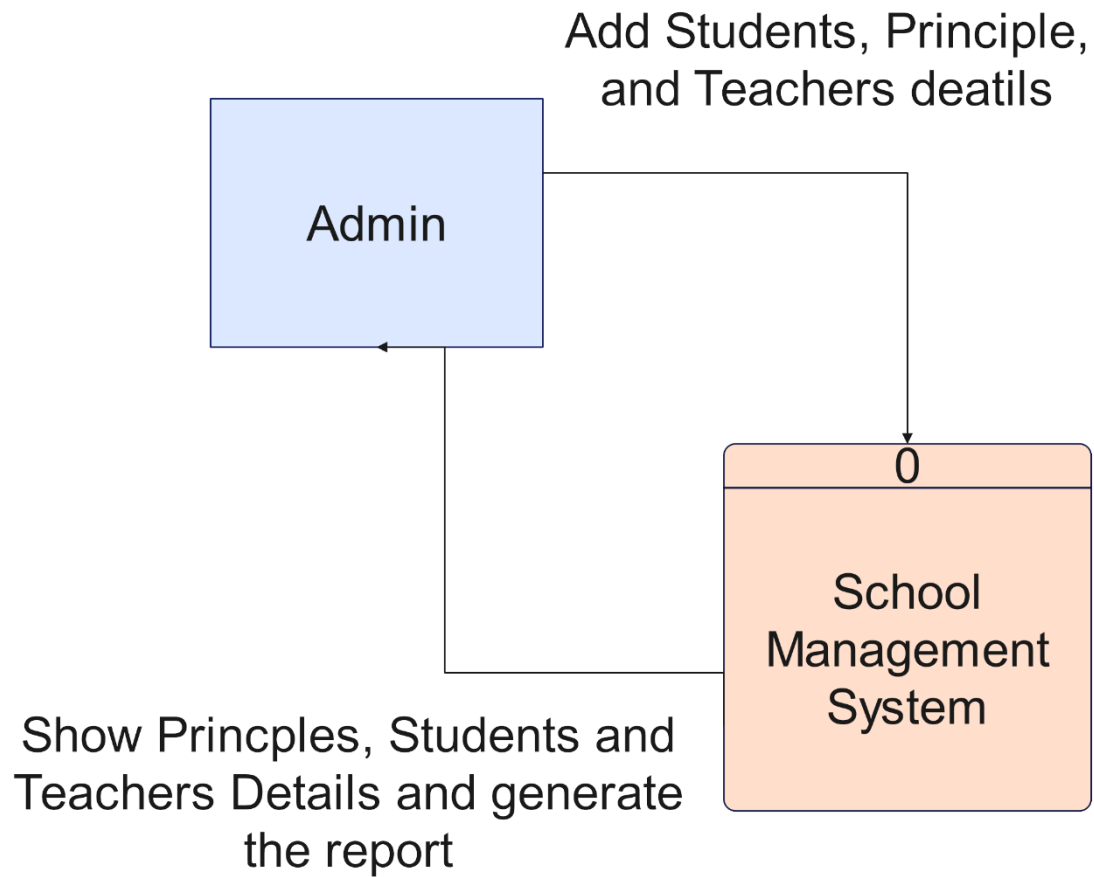 Add Students, Principle,
and Teachers deatils
Admin
0
School
Management
System
Show Princples, Students and
Teachers Details and generate
the report